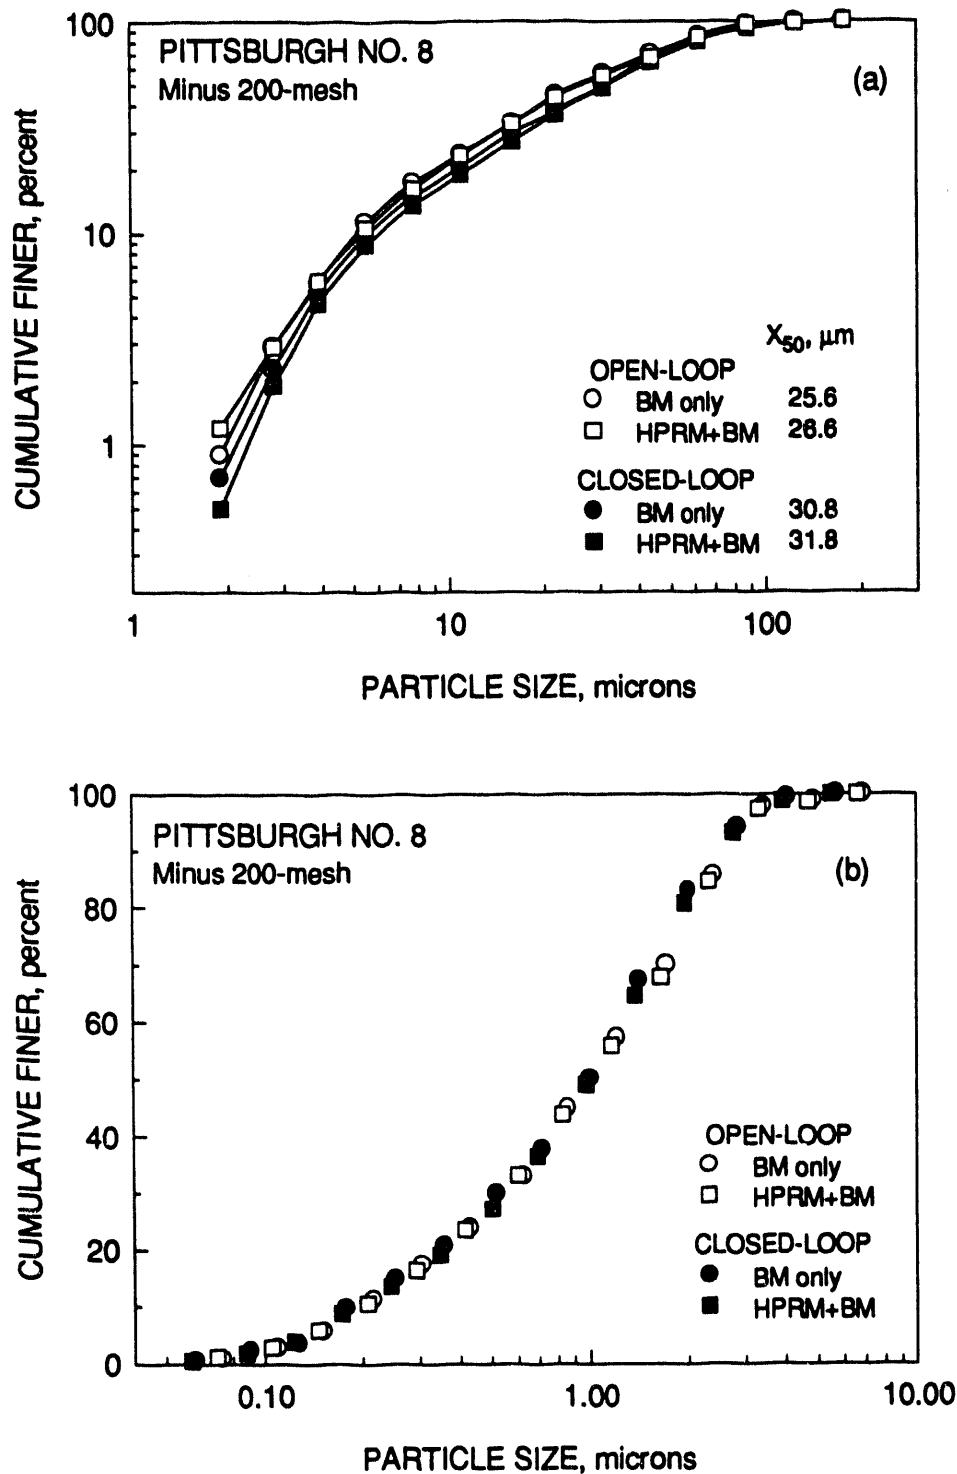 PITTSBURGH NO. 8
Minus 200-mesh
(a)
CUMULATIVE FINER, percent
100
10
1
X50, μm
OPEN-LOOP
BM only 25.6
HPRM+BM 26.6
CLOSED-LOOP
BM only 30.8
HPRM+BM 31.8
1 10 100
PARTICLE SIZE, microns
PITTSBURGH NO. 8
Minus 200-mesh
(b)
CUMULATIVE FINER, percent
100
80
60
40
20
0
OPEN-LOOP
BM only
HPRM+BM
CLOSED-LOOP
BM only
HPRM+BM
0.10 1.00 10.00
PARTICLE SIZE, microns